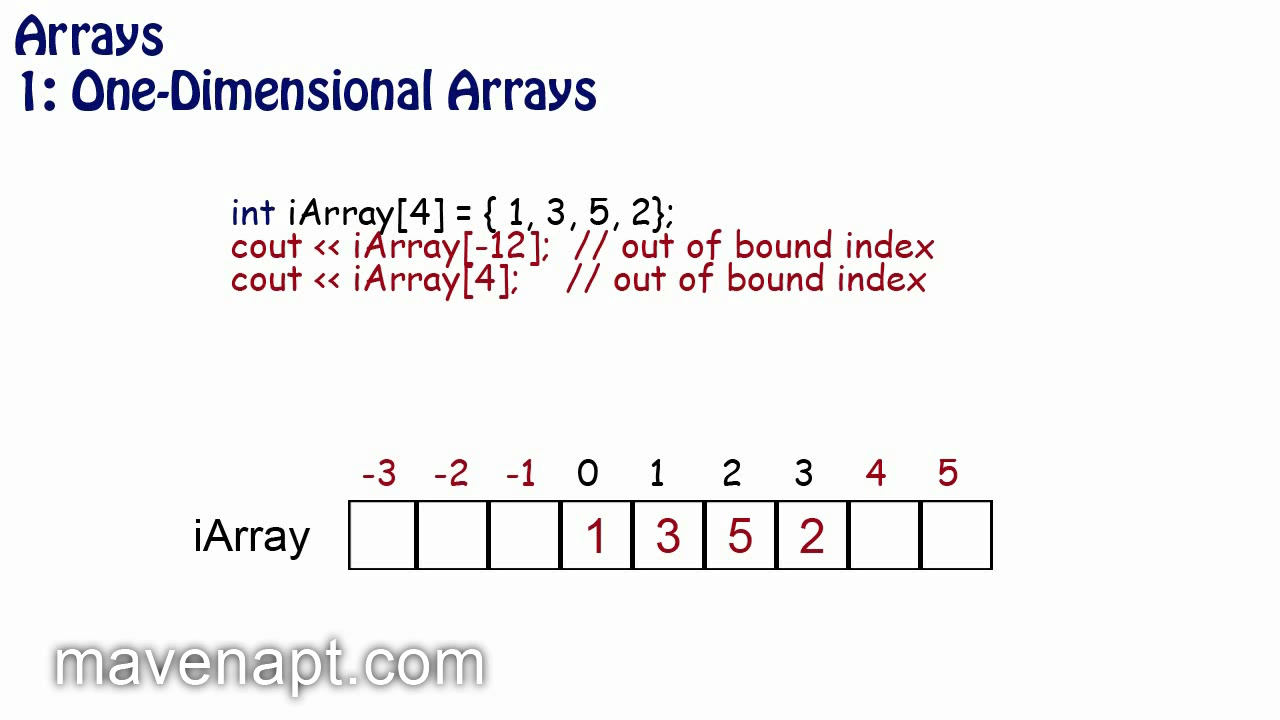 Arrays
1: One-Dimensional Arrays
int iArray[4] = { 1, 3, 5, 2};
cout << iArray[-12]; // out of bound index
cout << iArray[4]; // out of bound index
-3 -2 -1 0 1 2 3 4 5
iArray 1 3 5 2
mavenapt.com